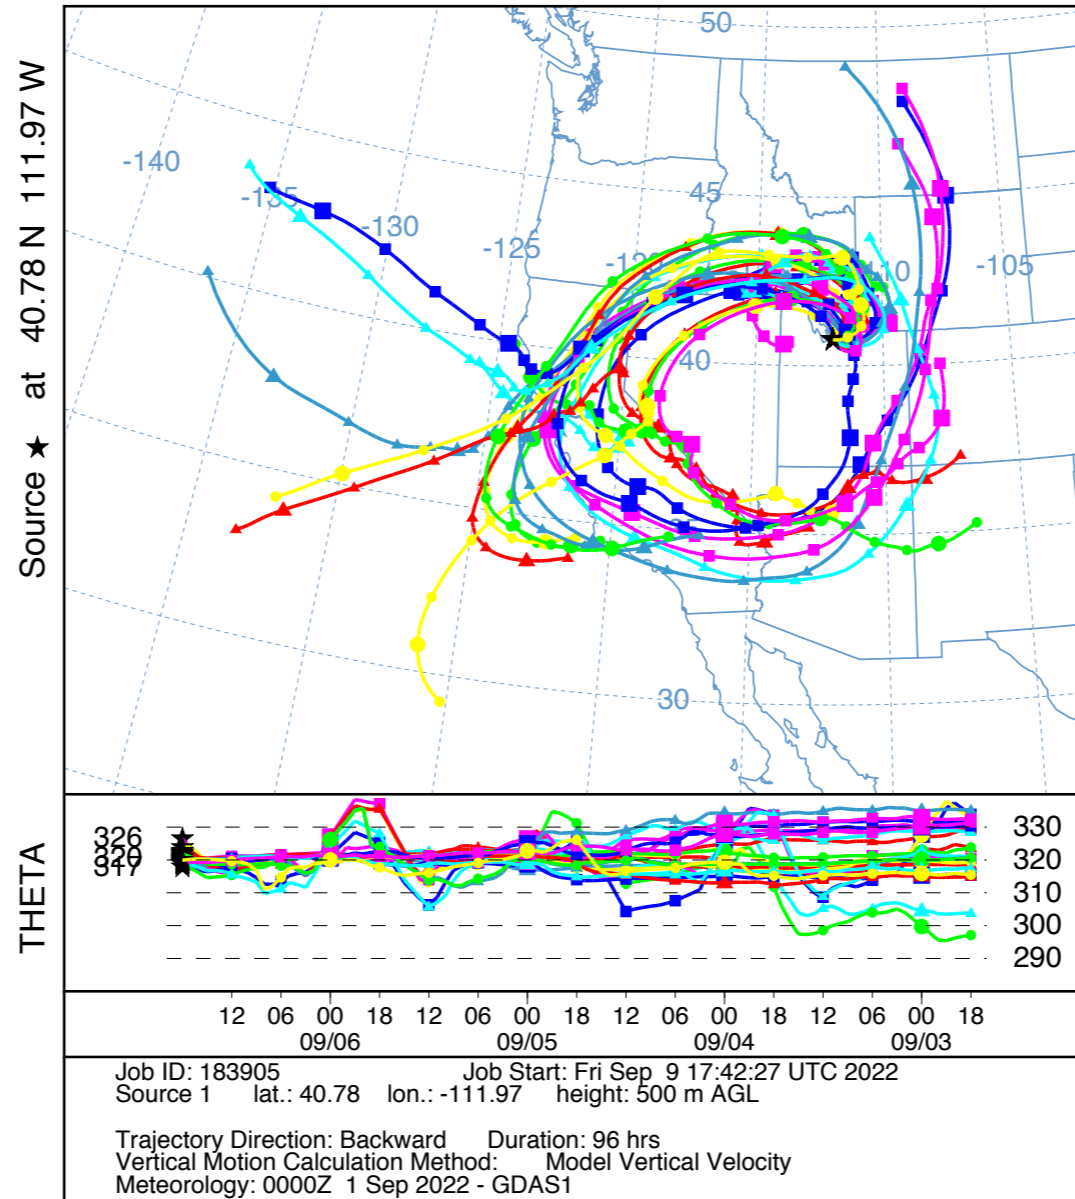 Source ★ at 40.78 N 111.97 W
50
-140
45
-135
-130
-125
-12
-110
-105
40
35
30
THETA
326
320
317
330
320
310
300
290
12 06 00 18 12 06 00 18 12 06 00 18 12 06 00 18
09/06 09/05 09/04 09/03
Job ID: 183905 Job Start: Fri Sep 9 17:42:27 UTC 2022
Source 1 lat.: 40.78 lon.: -111.97 height: 500 m AGL
Trajectory Direction: Backward Duration: 96 hrs
Vertical Motion Calculation Method: Model Vertical Velocity
Meteorology: 0000Z 1 Sep 2022 - GDAS1